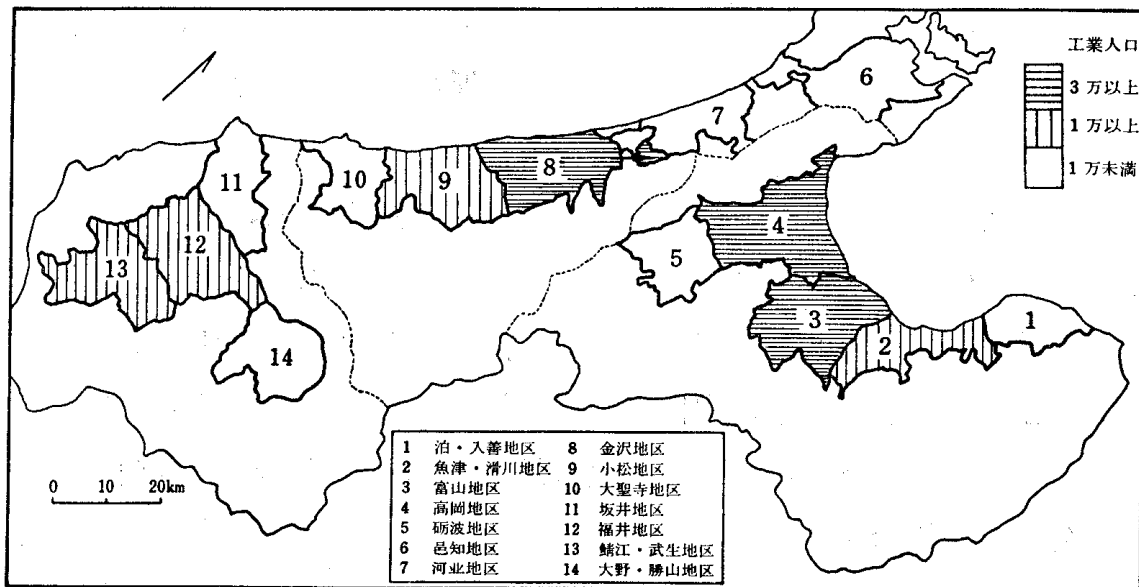 工業人口
3万以上
1万以上
1万未満
6
7
11
10
9
8
12
13
4
5
14
3
2
1
0 10 20km
1 泊・入善地区 8 金沢地区
2 魚津・滑川地区 9 小松地区
3 富山地区 10 大聖寺地区
4 高岡地区 11 坂井地区
5 砺波地区 12 福井地区
6 邑知地区 13 鯖江・武生地区
7 河北地区 14 大野・勝山地区